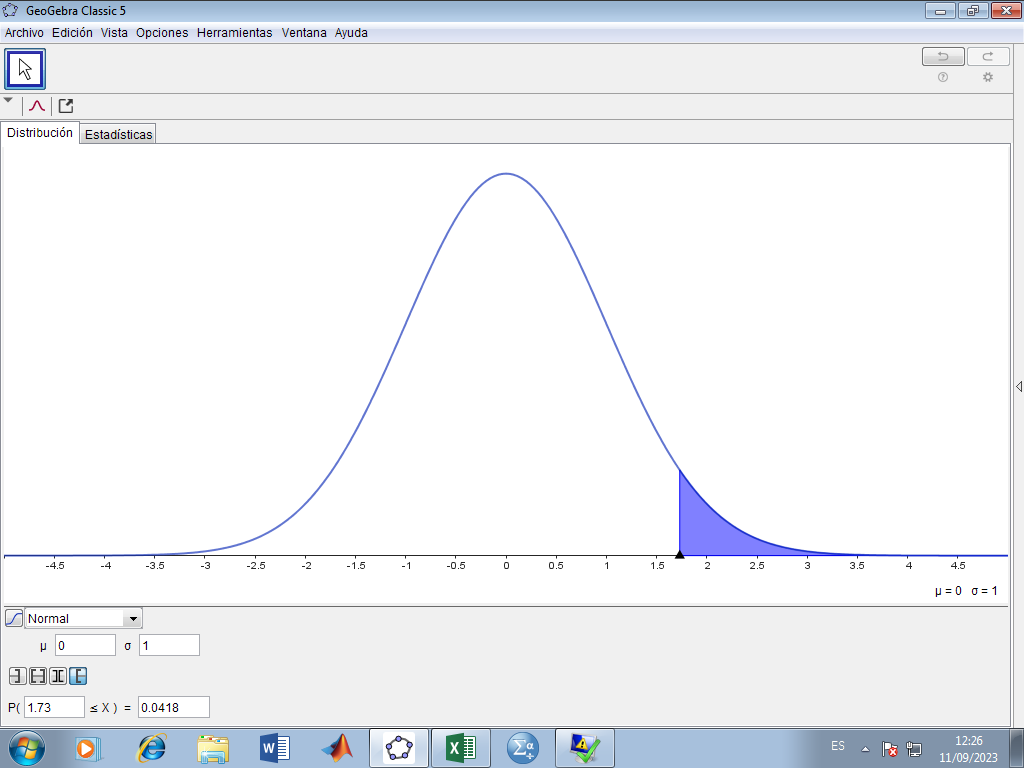 GeoGebra Classic 5
Archivo Edición Vista Opciones Herramientas Ventana Ayuda
Distribución Estadísticas
-4.5 -4 -3.5 -3 -2.5 -2 -1.5 -1 -0.5 0 0.5 1 1.5 2 2.5 3 3.5 4 4.5
μ = 0 σ = 1
Normal
μ 0 σ 1
P( 1.73 ≤ X ) = 0.0418
ES
12:26
11/09/2023